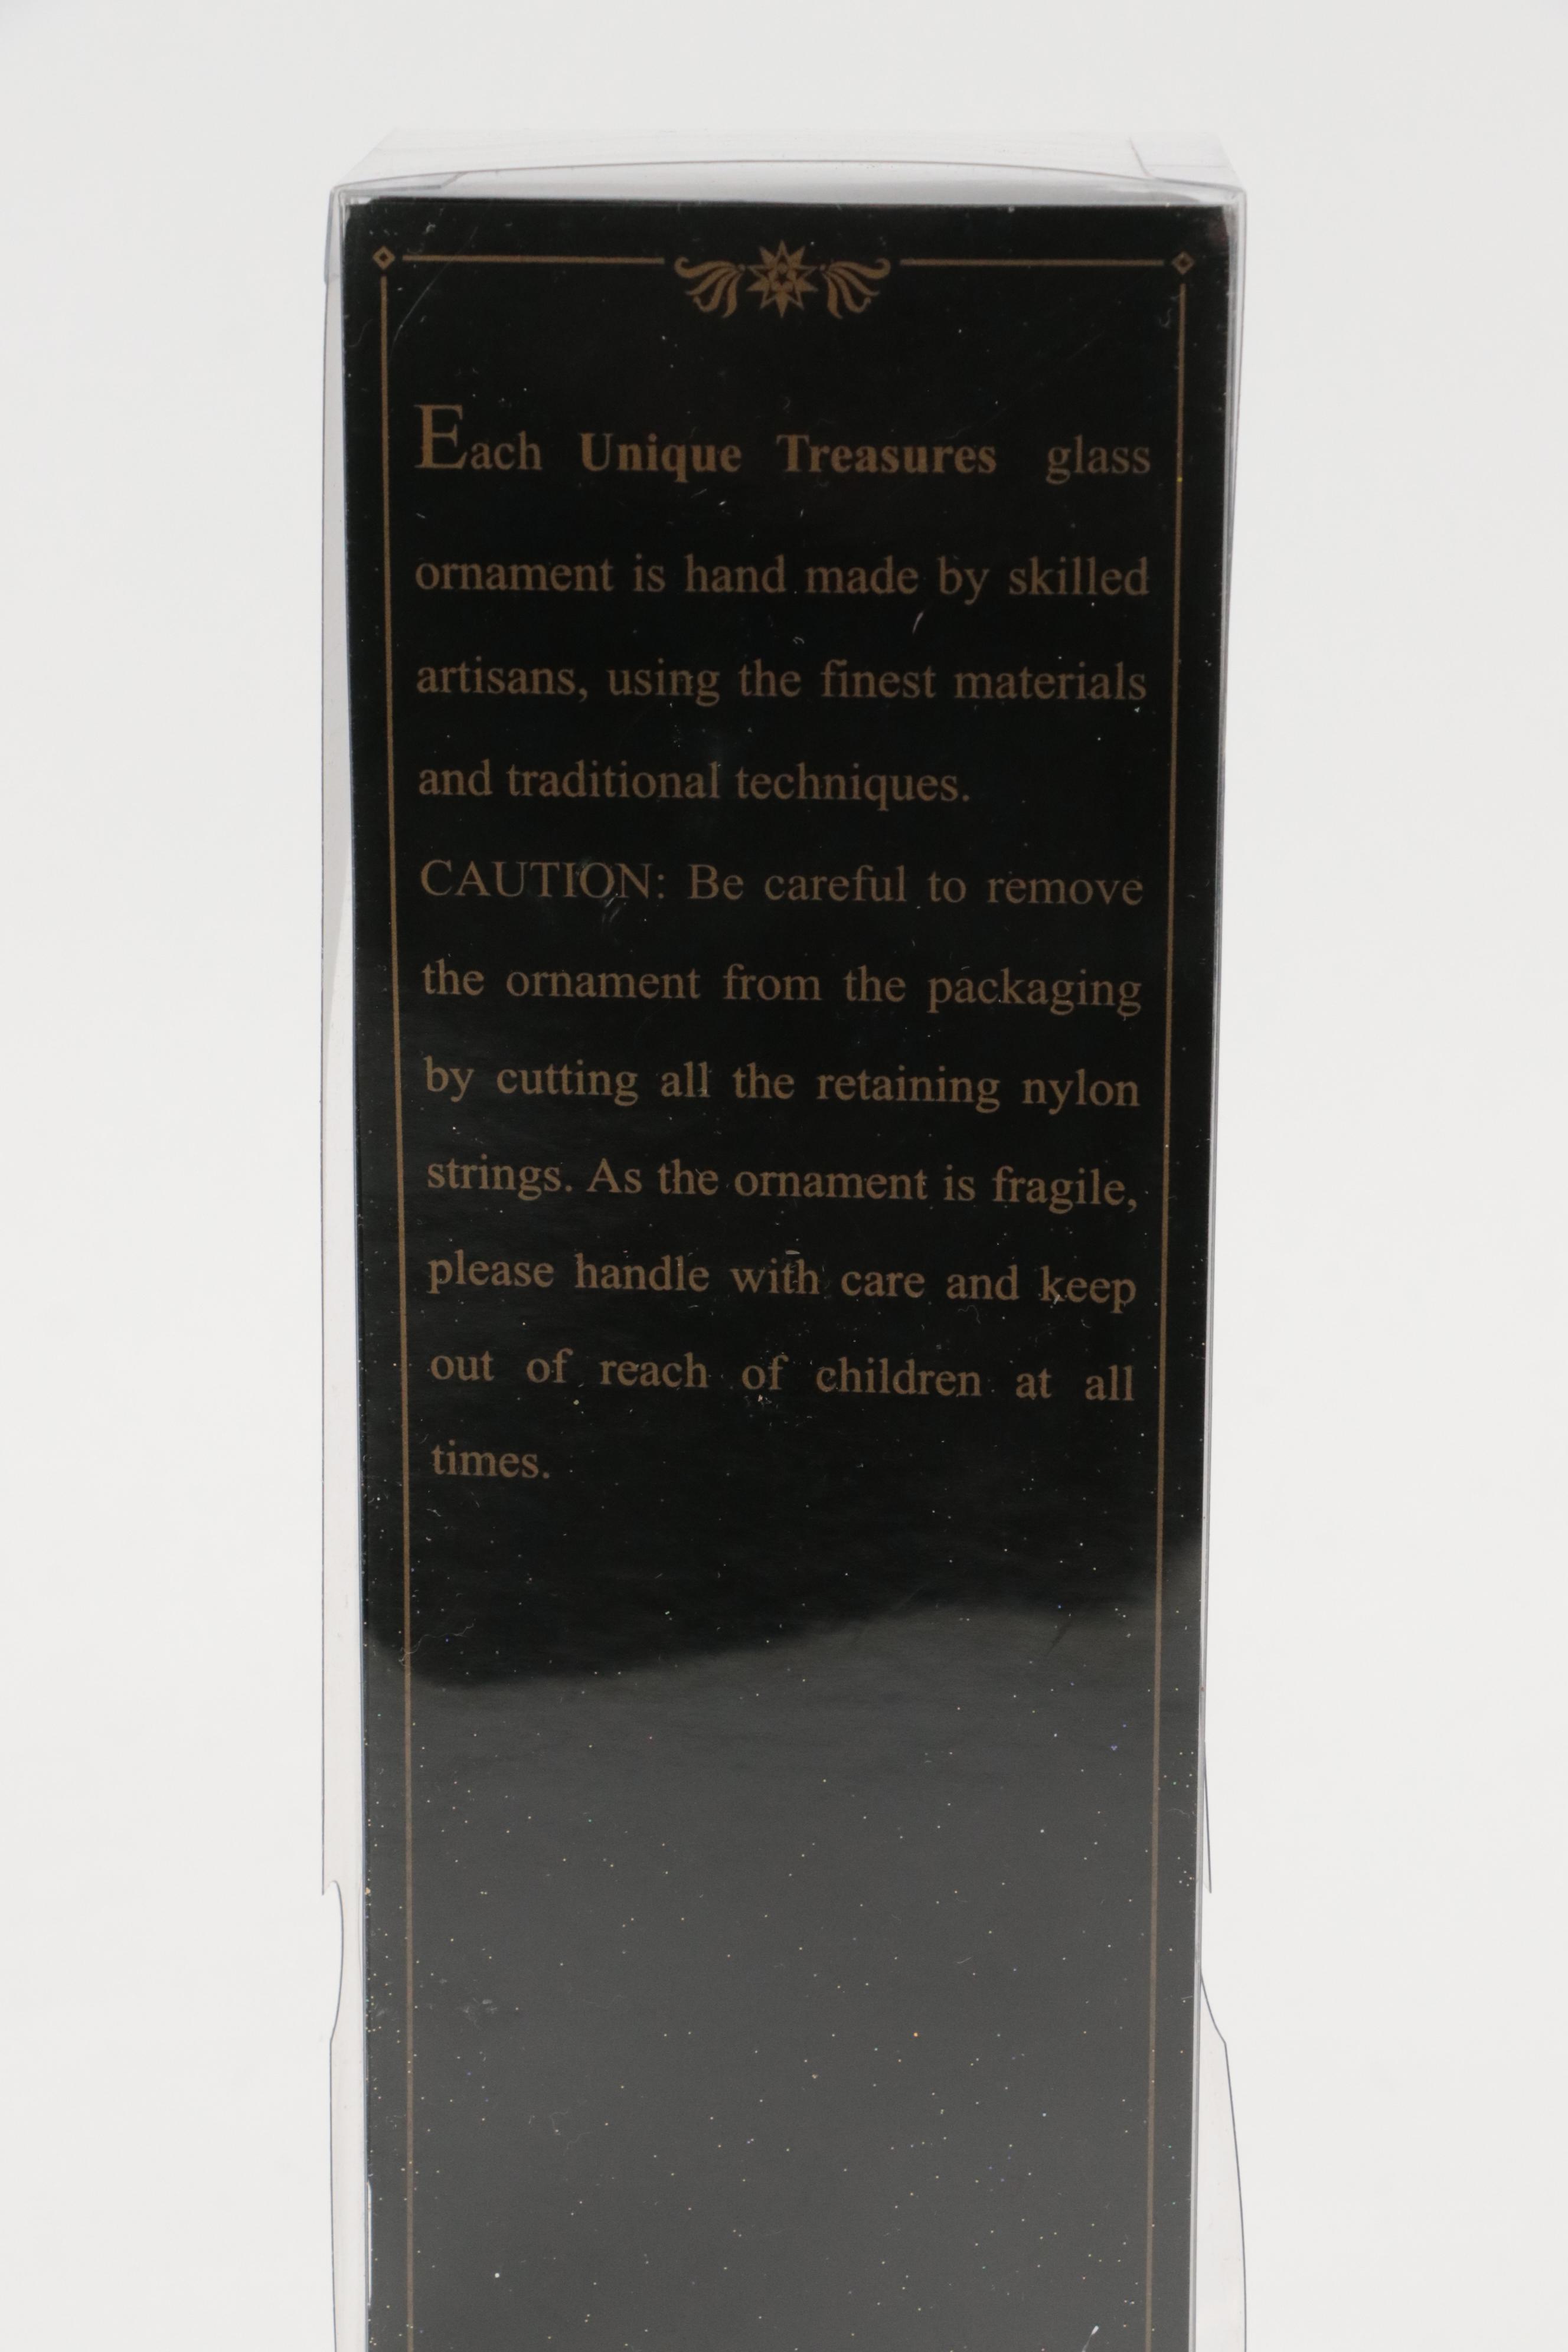 Each Unique Treasures glass
ornament is hand made by skilled
artisans, using the finest materials
and traditional techniques.
CAUTION: Be careful to remove
the ornament from the packaging
by cutting all the retaining nylon
strings. As the ornament is fragile,
please handle with care and keep
out of reach of children at all
times.